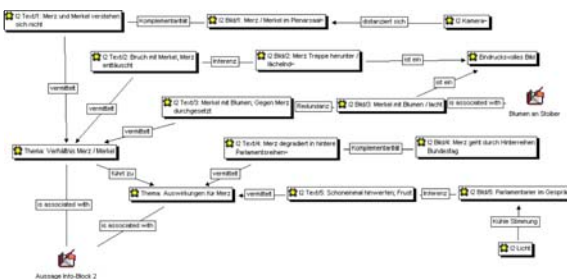 I2 Text/1: Merz und Merkel verstehen
sich nicht
Komplementarität
I2 Bild/1: Merz / Merkel im Plenarsaal
distanziert sich
I2 Kamera~
I2 Text/2: Bruch mit Merkel, Merz
enttäuscht
Inferenz
I2 Bild/2: Merz Treppe herunter /
lächelnd~
ist ein
Eindrucksvolles Bild
vermittelt
vermittelt
ist ein
I2 Text/3: Merkel mit Blumen; Gegen Merz
durchgesetzt
Redundanz
I2 Bild/3: Merkel mit Blumen / lacht
is associated with
Blumen an Stoiber
vermittelt
I2 Text/4: Merz degradiert in hintere
Parlamentsreihen~
Komplementarität
I2 Bild/4: Merz geht durch Hinterreihen
Bundestag
Thema: Verhältnis Merz / Merkel
vermittelt
führt zu
Thema: Auswirkungen für Merz
vermittelt
I2 Text/5: Schoneinmal hinwerfen; Frust
Inferenz
I2 Bild/5: Parlamentarier im Gespräch
is associated with
is associated with
Kühle Stimmung
I2 Licht
Aussage Info-Block 2